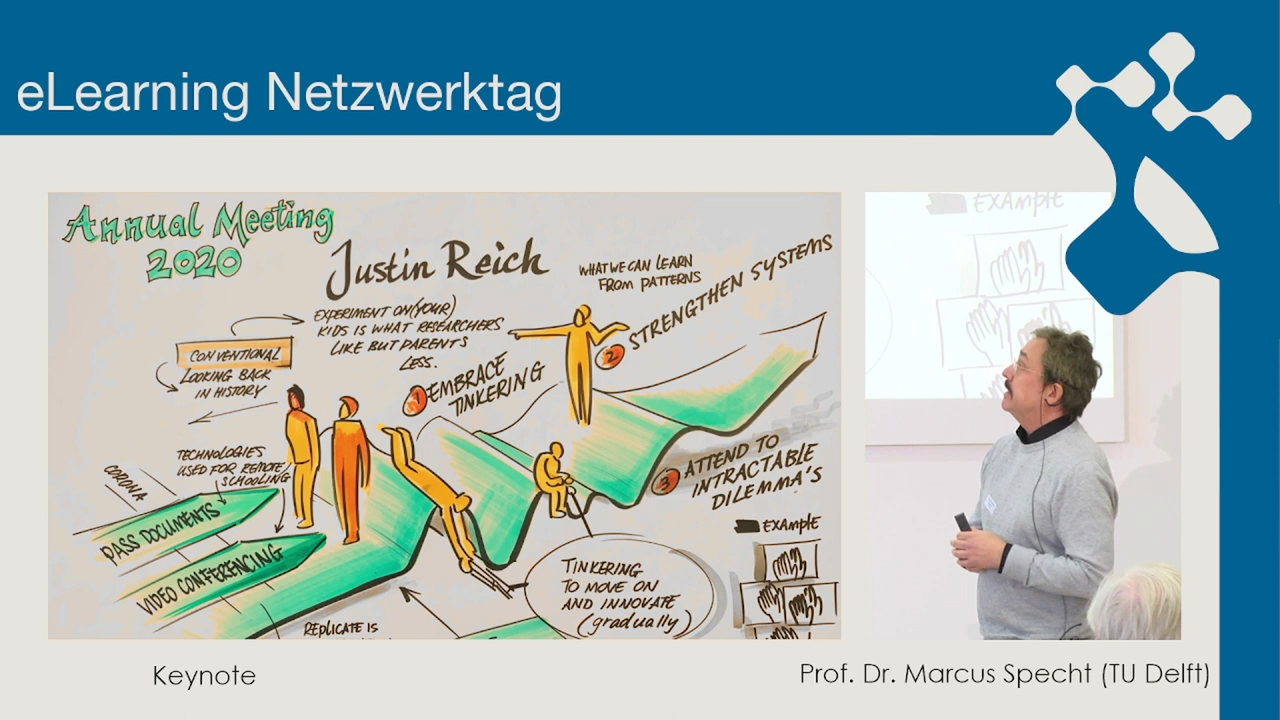 eLearning Netzwerktag
Annual Meeting
2020
Justin Reich
WHAT WE CAN LEARN
FROM PATTERNS
EXPERIMENT ON (YOUR)
KIDS IS WHAT RESEARCHERS
LIKE BUT PARENTS
LESS.
CONVENTIONAL
LOOKING BACK
IN HISTORY
1 EMBRACE
TINKERING
2 STRENGTHEN SYSTEMS
TECHNOLOGIES
USED FOR REMOTE
SCHOOLING
CORONA
PASS DOCUMENTS
VIDEO CONFERENCING
3 ATTEND TO
INTRACTABLE
DILEMMA'S
EXAMPLE
TINKERING
TO MOVE ON
AND INNOVATE
(gradually)
REPLICATE IS
EXAMPLE
Keynote
Prof. Dr. Marcus Specht (TU Delft)